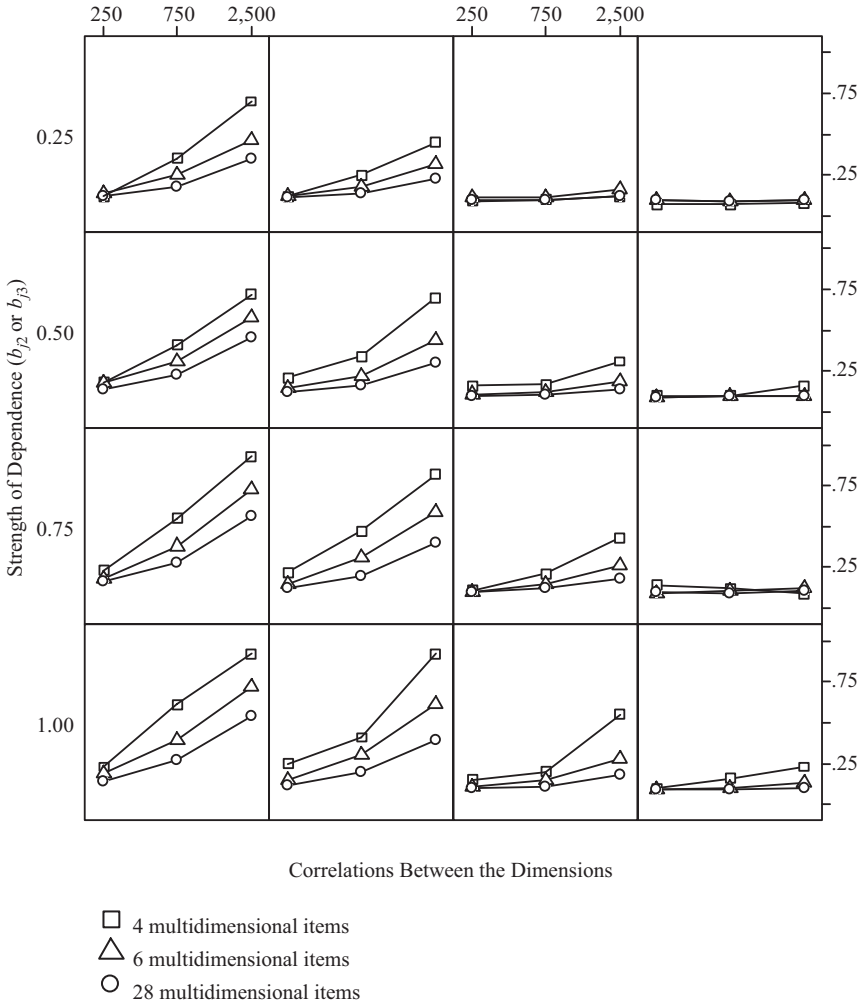 250 750 2,500 250 750 2,500
0.25
.75
.25
0.50
.75
.25
0.75
.75
.25
1.00
.75
.25
Strength of Dependence (bj2 or bj3)
Correlations Between the Dimensions
4 multidimensional items
6 multidimensional items
28 multidimensional items